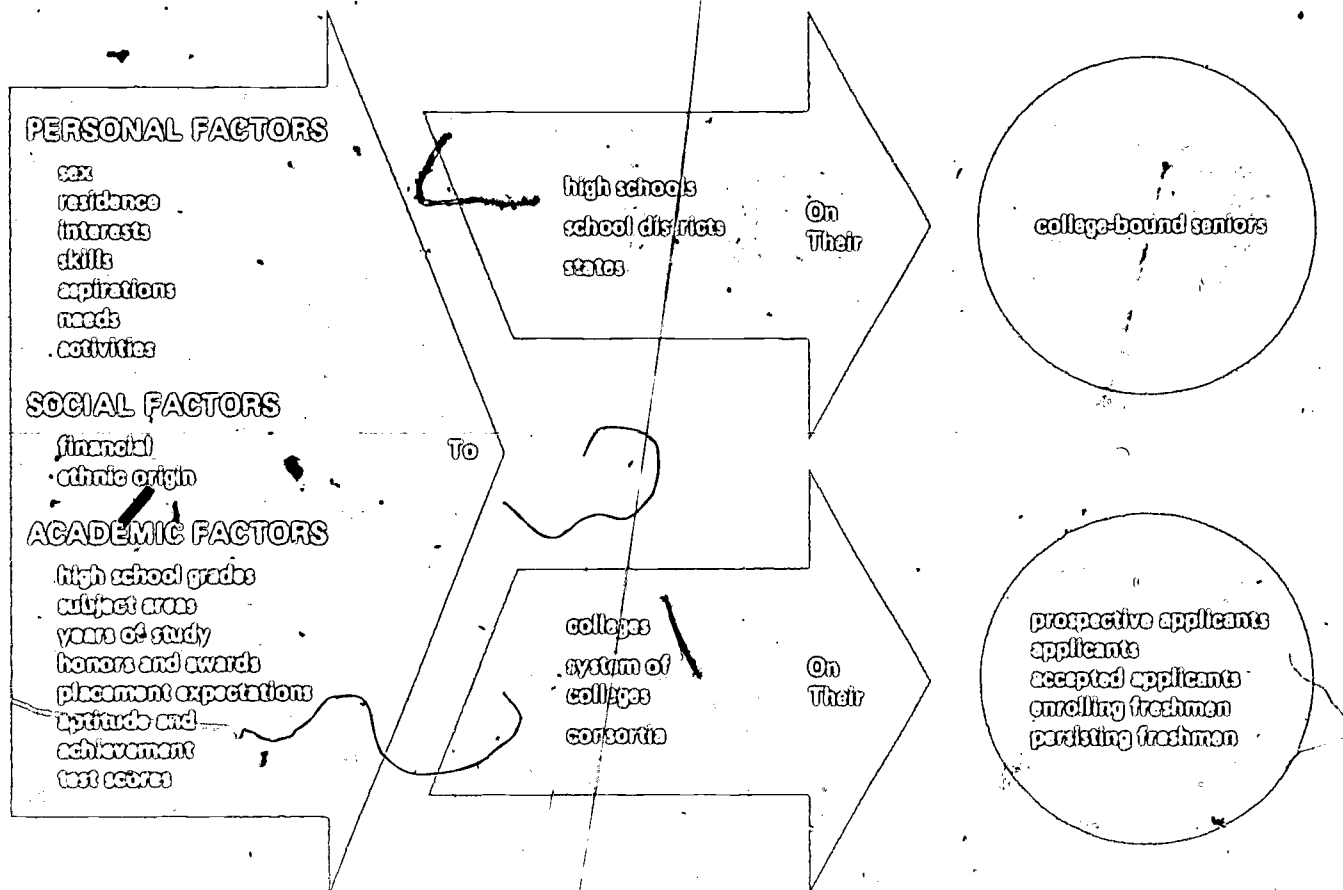 PERSONAL FACTORS
sex
residence
interests
skills
aspirations
needs
activities
SOCIAL FACTORS
financial
ethnic origin
ACADEMIC FACTORS
high school grades
subject areas
years of study
honors and awards
placement expectations
aptitude and
achievement
test scores
To
high schools
school districts
states
On
Their
college-bound seniors
colleges
system of
colleges
consortia
On
Their
prospective applicants
applicants
accepted applicants
enrolling freshmen
persisting freshmen